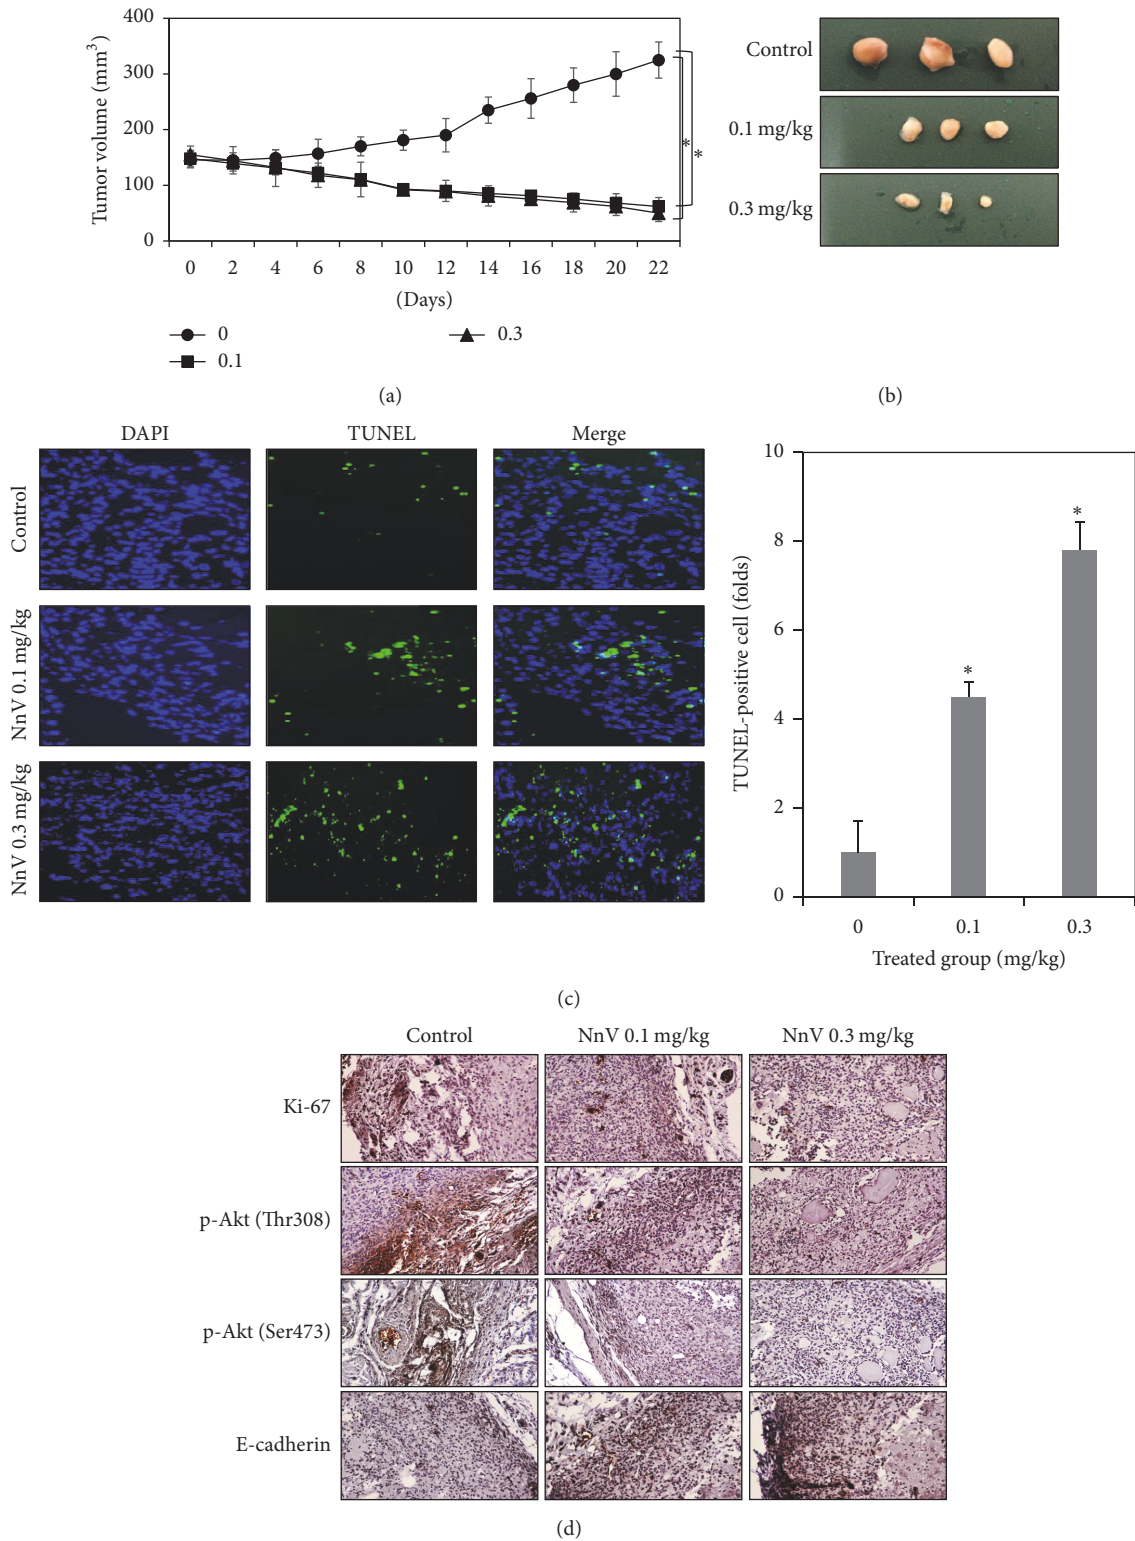 400
300
200
100
0
Tumor volume (mm³)
0 2 4 6 8 10 12 14 16 18 20 22
(Days)
0 0.3
0.1
* *
(a)
Control
0.1 mg/kg
0.3 mg/kg
(b)
DAPI TUNEL Merge
Control
NnV 0.1 mg/kg
NnV 0.3 mg/kg
10
8
6
4
2
0
TUNEL-positive cell (folds)
*
*
0 0.1 0.3
Treated group (mg/kg)
(c)
Control NnV 0.1 mg/kg NnV 0.3 mg/kg
Ki-67
p-Akt (Thr308)
p-Akt (Ser473)
E-cadherin
(d)